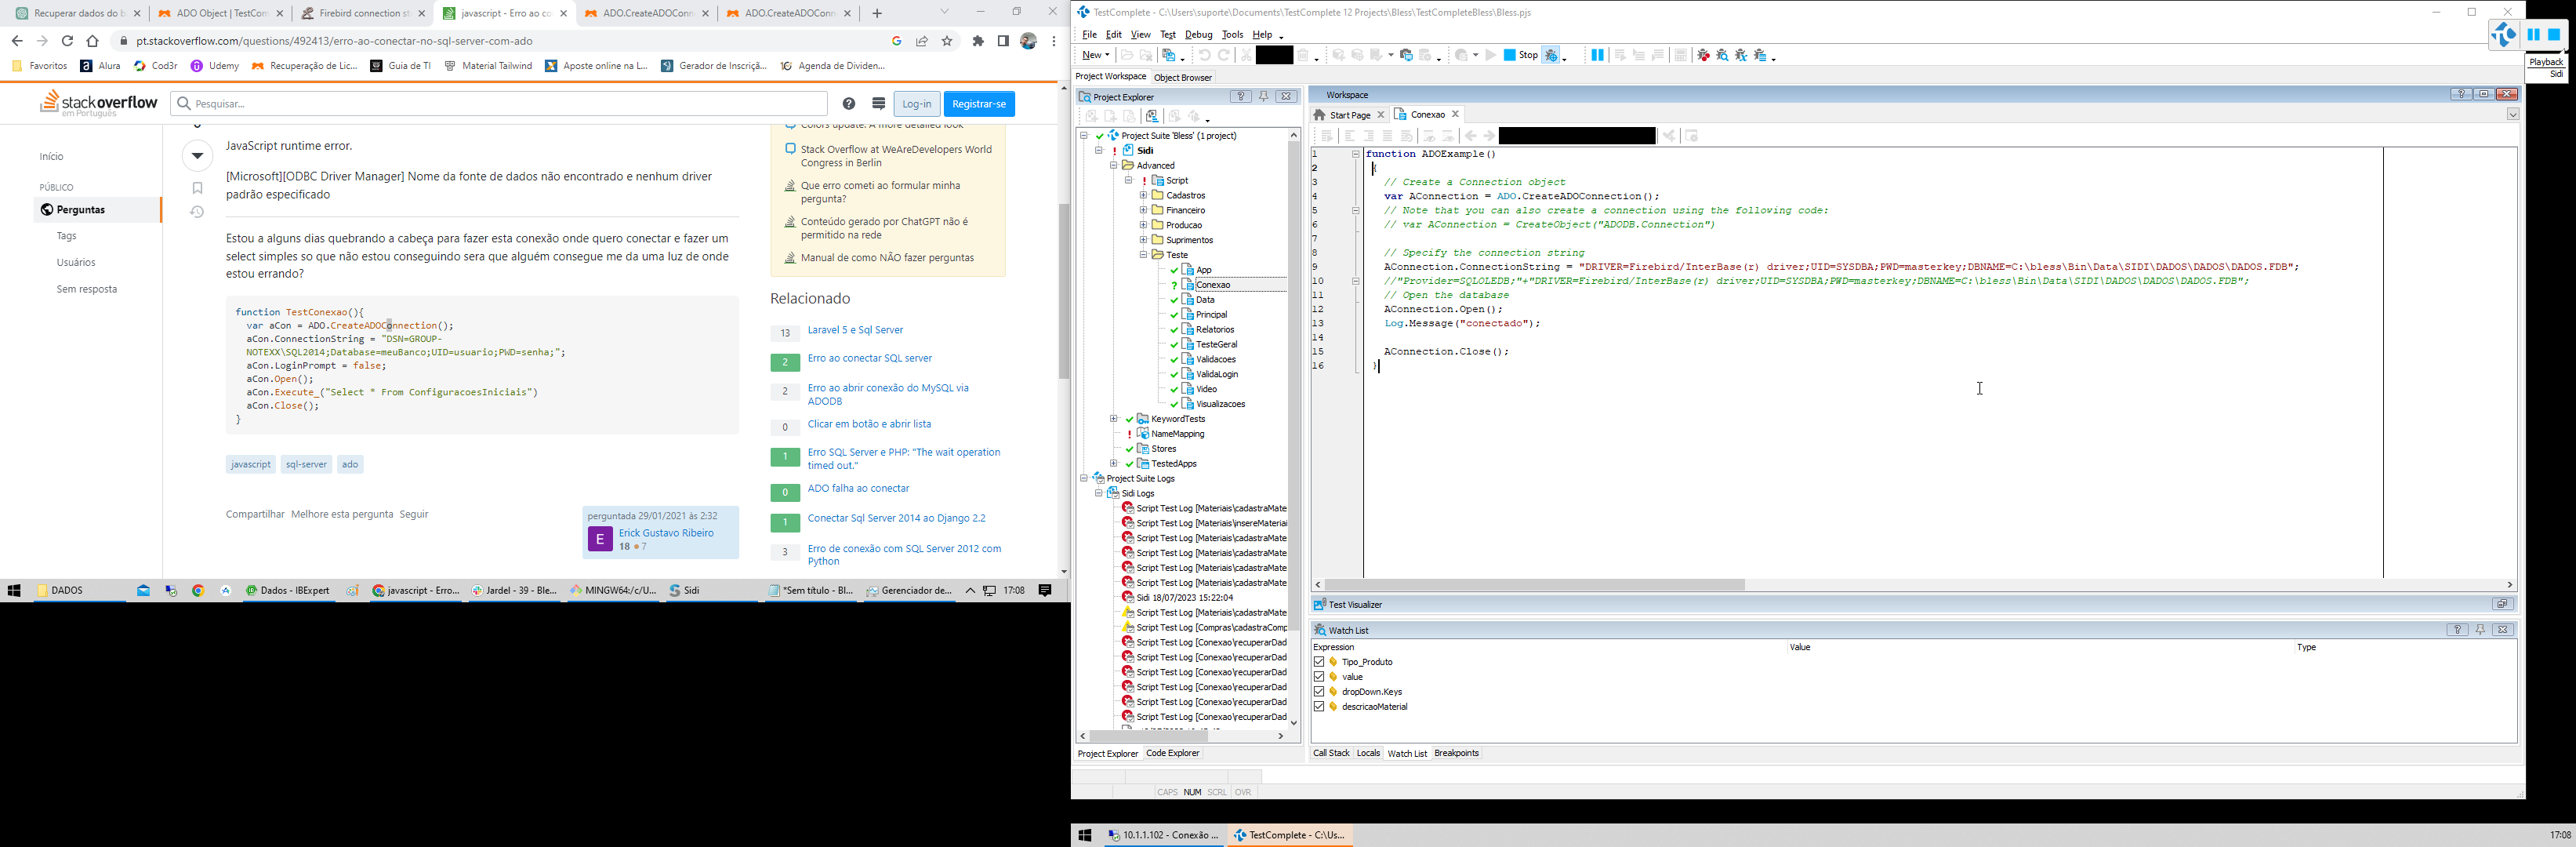 Recuperar dados do b
ADO Object | TestCom
Firebird connection st
javascript - Erro ao co
ADO.CreateADOConn
ADO.CreateADOConn
pt.stackoverflow.com/questions/492413/erro-ao-conectar-no-sql-server-com-ado
Favoritos
Alura
Cod3r
Udemy
Recuperação de Lic...
Guia de TI
Material Tailwind
Aposte online na L...
Gerador de Inscriçã...
Agenda de Dividen...
stackoverflow
em Português
Pesquisar...
Log-in
Registrar-se
Início
PÚBLICO
Perguntas
Tags
Usuários
Sem resposta
JavaScript runtime error.
[Microsoft][ODBC Driver Manager] Nome da fonte de dados não encontrado e nenhum driver
padrão especificado
Estou a alguns dias quebrando a cabeça para fazer esta conexão onde quero conectar e fazer um
select simples so que não estou conseguindo sera que alguém consegue me da uma luz de onde
estou errando?
function TestConexao(){
var aCon = ADO.CreateADOConnection();
aCon.ConnectionString = "DSN=GROUP-
NOTEXX\SQL2014;Database=meuBanco;UID=usuario;PWD=senha;";
aCon.LoginPrompt = false;
aCon.Open();
aCon.Execute_("Select * From ConfiguracoesIniciais")
aCon.Close();
}
javascript
sql-server
ado
Compartilhar Melhore esta pergunta Seguir
perguntada 29/01/2021 às 2:32
E
Erick Gustavo Ribeiro
18 7
Colors update: A more detailed look
Stack Overflow at WeAreDevelopers World
Congress in Berlin
Que erro cometi ao formular minha
pergunta?
Conteúdo gerado por ChatGPT não é
permitido na rede
Manual de como NÃO fazer perguntas
Relacionado
13 Laravel 5 e Sql Server
2 Erro ao conectar SQL server
2 Erro ao abrir conexão do MySQL via
ADODB
0 Clicar em botão e abrir lista
1 Erro SQL Server e PHP: "The wait operation
timed out."
0 ADO falha ao conectar
1 Conectar Sql Server 2014 ao Django 2.2
3 Erro de conexão com SQL Server 2012 com
Python
DADOS
Dados - IBExpert
javascript - Erro...
Jardel - 39 - Ble...
MINGW64:/c/U...
Sidi
*Sem título - Bl...
Gerenciador de...
17:08
TestComplete - C:\Users\suporte\Documents\TestComplete 12 Projects\Bless\TestCompleteBless\Bless.pjs
File Edit View Test Debug Tools Help
New
Stop
Playback
Sidi
Project Workspace
Object Browser
Project Explorer
Project Suite 'Bless' (1 project)
Sidi
Advanced
Script
Cadastros
Financeiro
Producao
Suprimentos
Teste
App
Conexao
Data
Principal
Relatorios
TesteGeral
Validacoes
ValidaLogin
Video
Visualizacoes
KeywordTests
NameMapping
Stores
TestedApps
Project Suite Logs
Sidi Logs
Script Test Log [Materiais\cadastraMate
Script Test Log [Materiais\insereMateriai
Script Test Log [Materiais\cadastraMate
Script Test Log [Materiais\cadastraMate
Script Test Log [Materiais\cadastraMate
Script Test Log [Materiais\cadastraMate
Sidi 18/07/2023 15:22:04
Script Test Log [Materiais\cadastraMate
Script Test Log [Compras\cadastraComp
Script Test Log [Conexao\recuperarDad
Script Test Log [Conexao\recuperarDad
Script Test Log [Conexao\recuperarDad
Script Test Log [Conexao\recuperarDad
Script Test Log [Conexao\recuperarDad
Script Test Log [Conexao\recuperarDad
Project Explorer
Code Explorer
Workspace
Start Page
Conexao
1 function ADOExample()
2 {
3 // Create a Connection object
4 var AConnection = ADO.CreateADOConnection();
5 // Note that you can also create a connection using the following code:
6 // var AConnection = CreateObject("ADODB.Connection")
7
8 // Specify the connection string
9 AConnection.ConnectionString = "DRIVER=Firebird/InterBase(r) driver;UID=SYSDBA;PWD=masterkey;DBNAME=C:\bless\Bin\Data\SIDI\DADOS\DADOS\DADOS.FDB";
10 //"Provider=SQLOLEDB;"+"DRIVER=Firebird/InterBase(r) driver;UID=SYSDBA;PWD=masterkey;DBNAME=C:\bless\Bin\Data\SIDI\DADOS\DADOS\DADOS.FDB";
11 // Open the database
12 AConnection.Open();
13 Log.Message("conectado");
14
15 AConnection.Close();
16 }
Test Visualizer
Watch List
Expression Value Type
Tipo_Produto
value
dropDown.Keys
descricaoMaterial
Call Stack
Locals
Watch List
Breakpoints
CAPS NUM SCRL OVR
10.1.1.102 - Conexão ...
TestComplete - C:\Us...
17:08